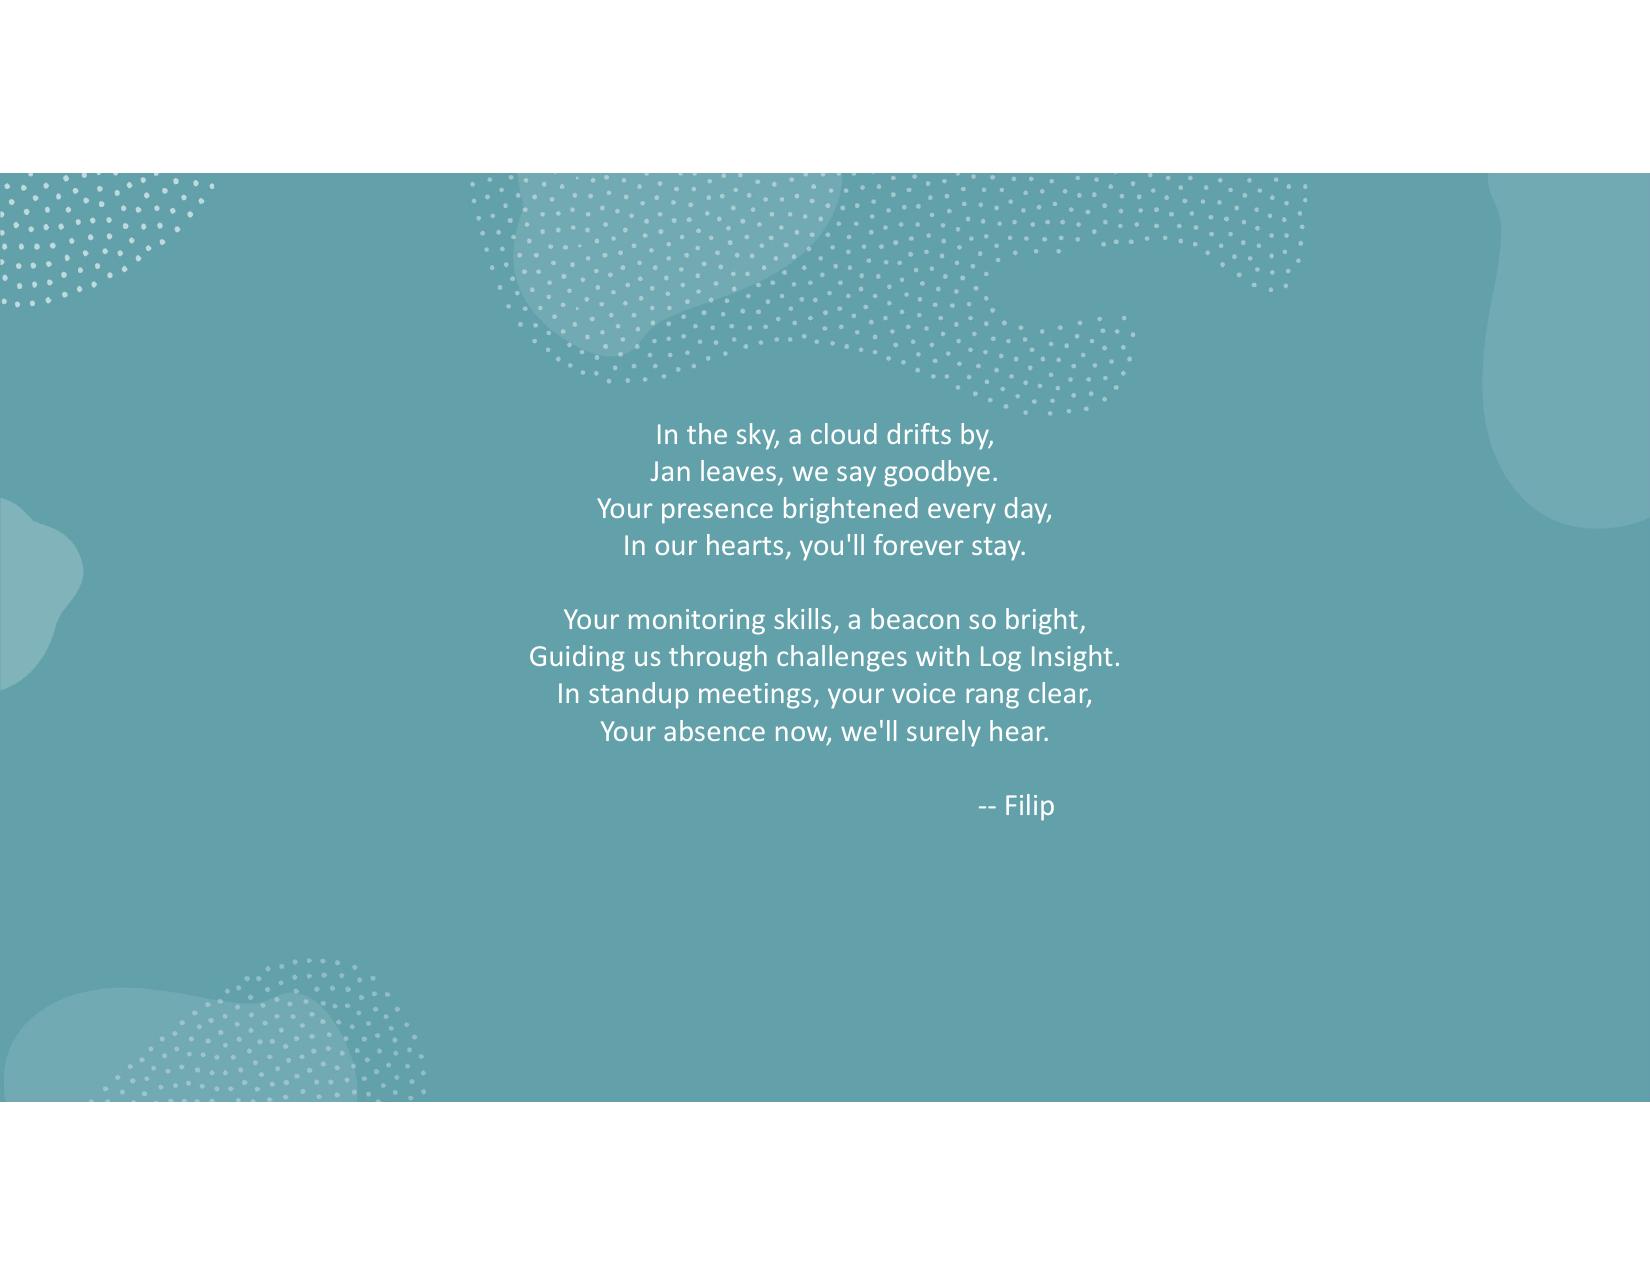 In the sky, a cloud drifts by,
Jan leaves, we say goodbye.
Your presence brightened every day,
In our hearts, you'll forever stay.
Your monitoring skills, a beacon so bright,
Guiding us through challenges with Log Insight.
In standup meetings, your voice rang clear,
Your absence now, we'll surely hear.
-- Filip